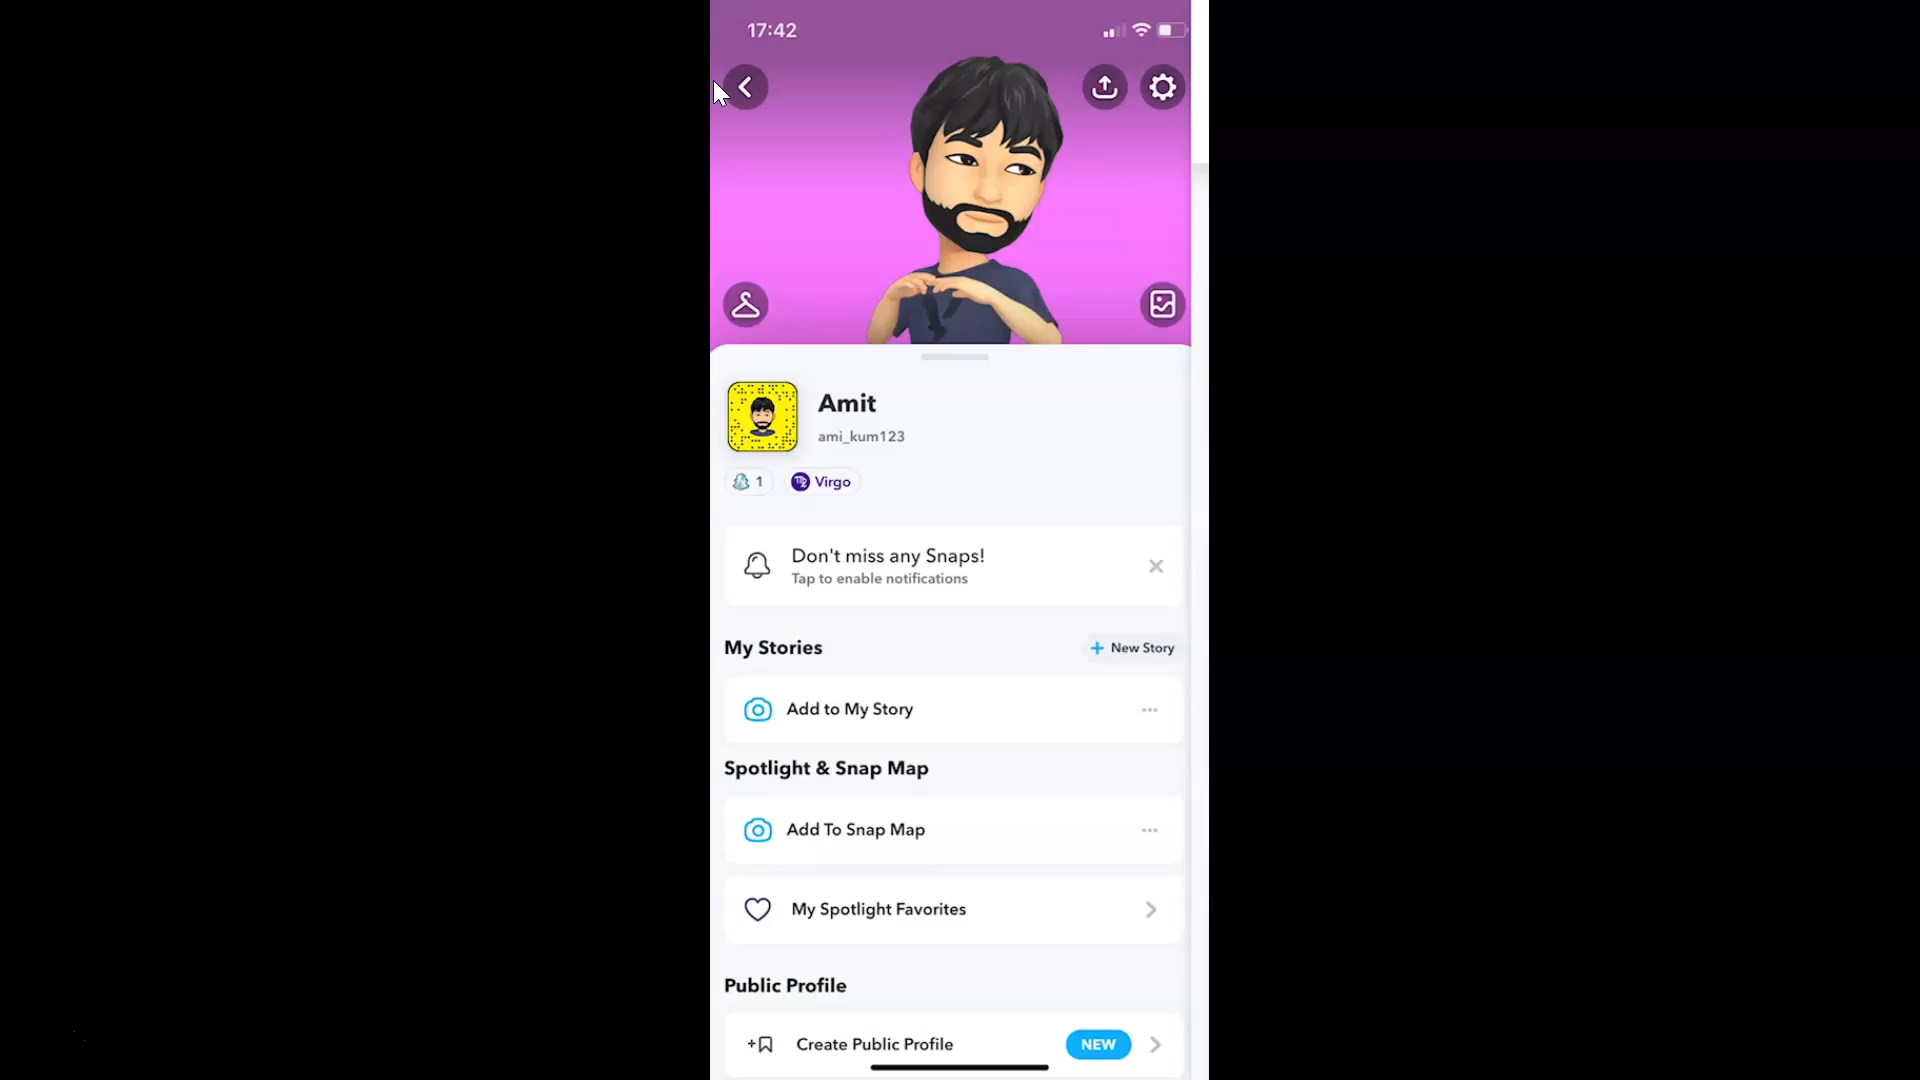 17:42
Amit
ami_kum123
1
Virgo
Don't miss any Snaps!
Tap to enable notifications
My Stories
+ New Story
Add to My Story
Spotlight & Snap Map
Add To Snap Map
My Spotlight Favorites
Public Profile
Create Public Profile
NEW